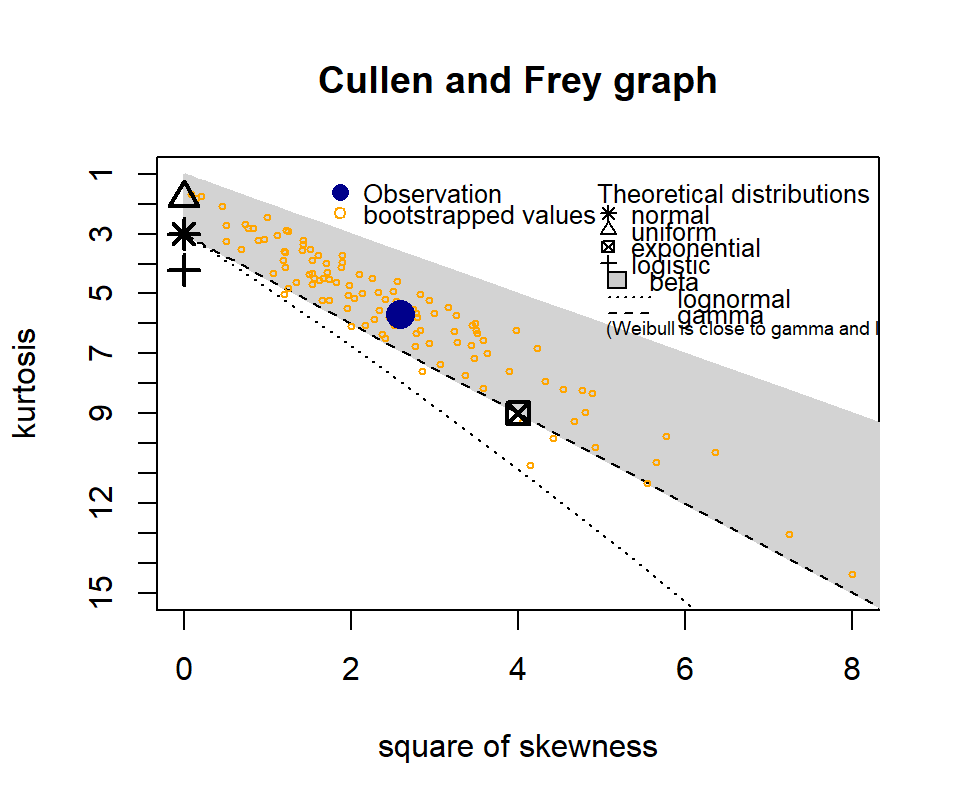 Cullen and Frey graph
Observation
bootstrapped values
Theoretical distributions
normal
uniform
exponential
logistic
beta
lognormal
gamma
(Weibull is close to gamma and l
kurtosis
1
3
5
7
9
12
15
0 2 4 6 8
square of skewness